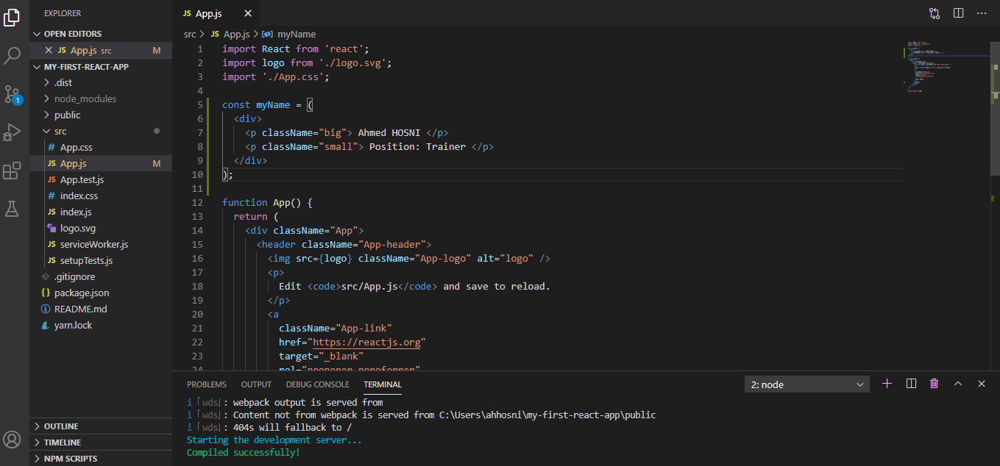 EXPLORER
OPEN EDITORS
JS App.js src M
MY-FIRST-REACT-APP
.dist
node_modules
public
src
# App.css
JS App.js M
JS App.test.js
# index.css
JS index.js
logo.svg
JS serviceWorker.js
JS setupTests.js
.gitignore
{} package.json
README.md
yarn.lock
OUTLINE
TIMELINE
NPM SCRIPTS
1
JS App.js
src > JS App.js > myName
1 import React from 'react';
2 import logo from './logo.svg';
3 import './App.css';
4
5 const myName = (
6 <div>
7 <p className="big"> Ahmed HOSNI </p>
8 <p className="small"> Position: Trainer </p>
9 </div>
10 );
11
12 function App() {
13 return (
14 <div className="App">
15 <header className="App-header">
16 <img src={logo} className="App-logo" alt="logo" />
17 <p>
18 Edit <code>src/App.js</code> and save to reload.
19 </p>
20 <a
21 className="App-link"
22 href="https://reactjs.org"
23 target="_blank"
24 rel="noopener noreferrer"
PROBLEMS OUTPUT DEBUG CONSOLE TERMINAL 2: node
i ｢wds｣: webpack output is served from
i ｢wds｣: Content not from webpack is served from C:\Users\ahhosni\my-first-react-app\public
i ｢wds｣: 404s will fallback to /
Starting the development server...
Compiled successfully!